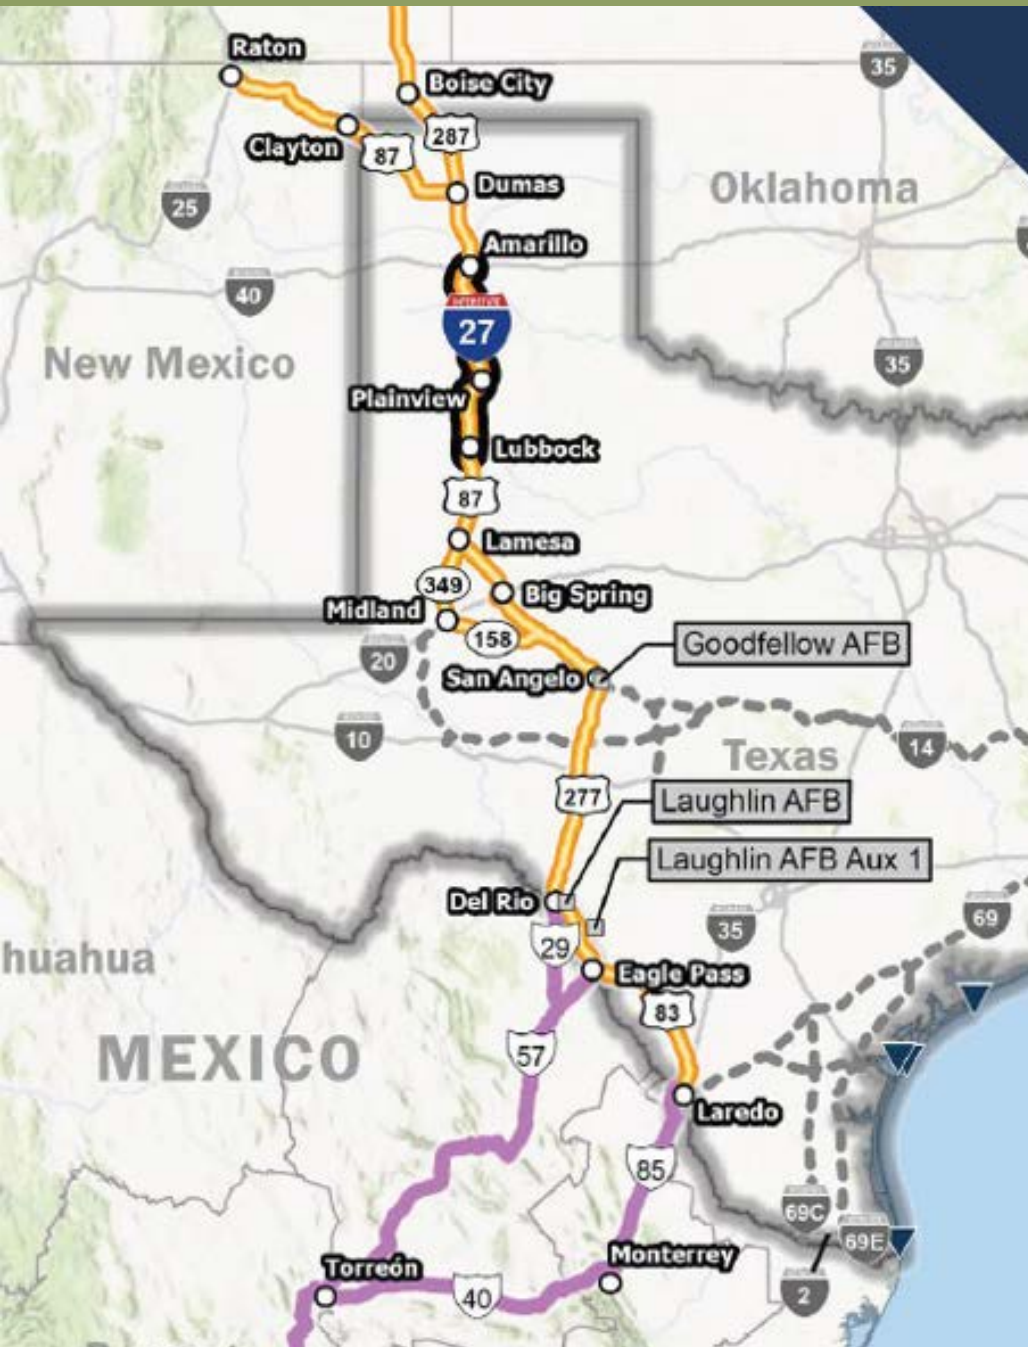 Raton
35
Boise City
Clayton
87
287
Dumas
Oklahoma
25
Amarillo
40
INTERSTATE
27
New Mexico
35
Plainview
Lubbock
87
Lamesa
349
Big Spring
Midland
158
20
Goodfellow AFB
San Angelo
10
14
Texas
277
Laughlin AFB
Laughlin AFB Aux 1
Del Rio
69
35
29
huahua
Eagle Pass
83
MEXICO
57
Laredo
85
69C
69E
Monterrey
Torreón
40
2